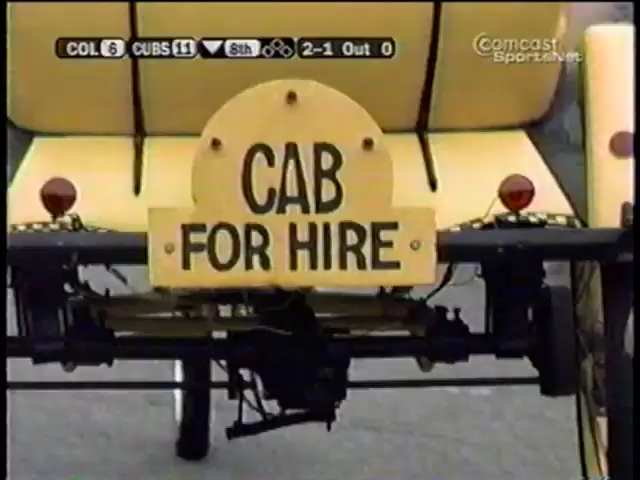 COL 6 CUBS 11 8th 2-1 Out 0
Comcast
SportsNet
CAB
FOR HIRE